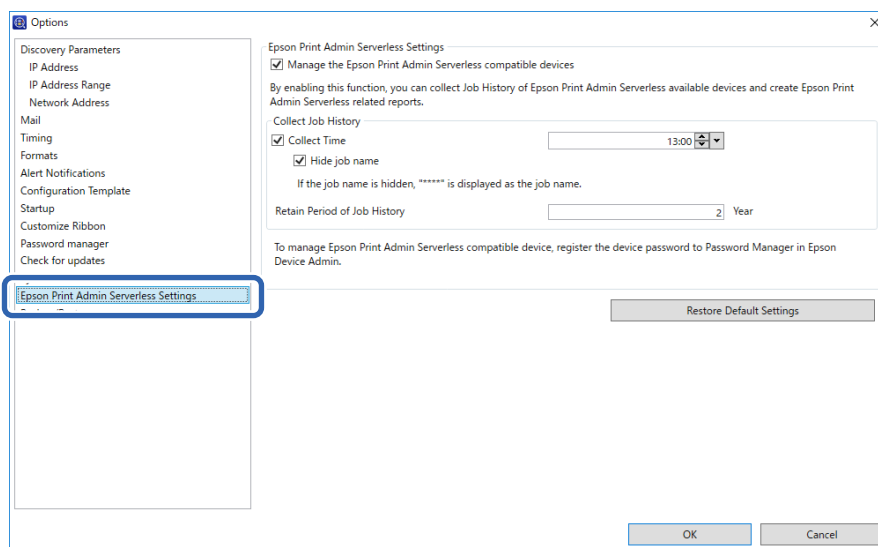 Options
Discovery Parameters
IP Address
IP Address Range
Network Address
Mail
Timing
Formats
Alert Notifications
Configuration Template
Startup
Customize Ribbon
Password manager
Check for updates
Epson Print Admin Serverless Settings
Epson Print Admin Serverless Settings
Manage the Epson Print Admin Serverless compatible devices
By enabling this function, you can collect Job History of Epson Print Admin Serverless available devices and create Epson Print
Admin Serverless related reports.
Collect Job History
Collect Time
13:00
Hide job name
If the job name is hidden, "*****" is displayed as the job name.
Retain Period of Job History
2 Year
To manage Epson Print Admin Serverless compatible device, register the device password to Password Manager in Epson
Device Admin.
Restore Default Settings
OK
Cancel